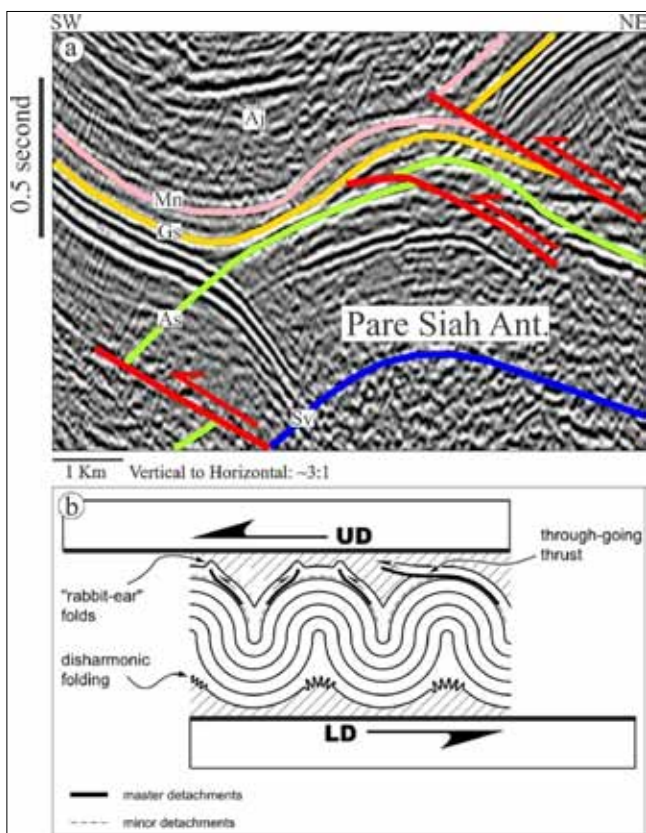 SW NE
a
0.5 second
Aj
Mn
Gs
As
Pare Siah Ant.
Sv
1 Km Vertical to Horizontal: ~3:1
b
UD
through-going
thrust
"rabbit-ear"
folds
disharmonic
folding
LD
master detachments
minor detachments